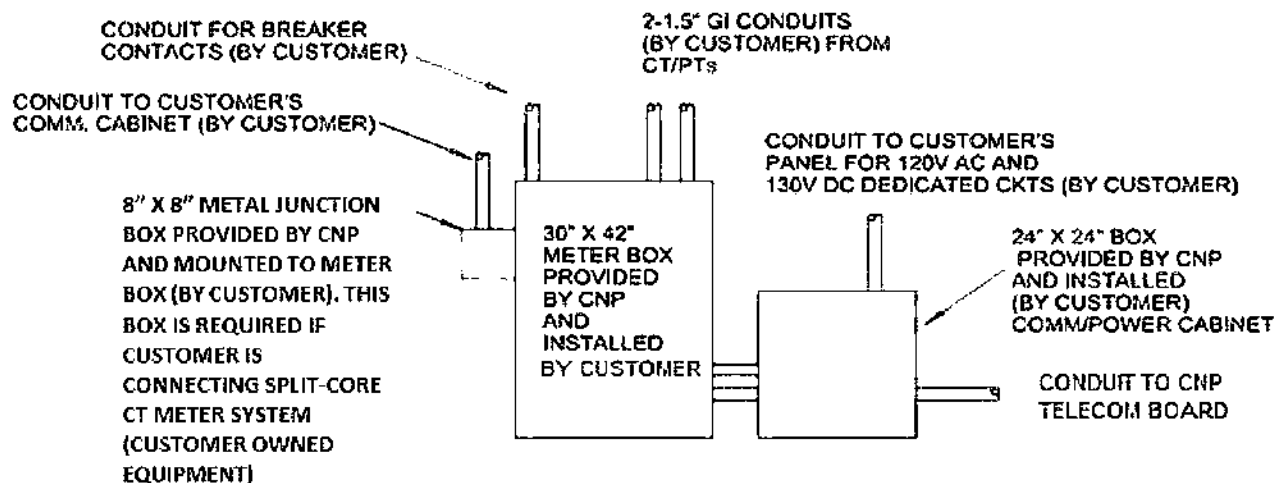 CONDUIT FOR BREAKER
CONTACTS (BY CUSTOMER)
2-1.5" GI CONDUITS
(BY CUSTOMER) FROM
CT/PTs
CONDUIT TO CUSTOMER'S
COMM. CABINET (BY CUSTOMER)
CONDUIT TO CUSTOMER'S
PANEL FOR 120V AC AND
130V DC DEDICATED CKTS (BY CUSTOMER)
8" X 8" METAL JUNCTION
BOX PROVIDED BY CNP
AND MOUNTED TO METER
BOX (BY CUSTOMER). THIS
BOX IS REQUIRED IF
CUSTOMER IS
CONNECTING SPLIT-CORE
CT METER SYSTEM
(CUSTOMER OWNED
EQUIPMENT)
30" X 42"
METER BOX
PROVIDED
BY CNP
AND
INSTALLED
BY CUSTOMER
24" X 24" BOX
PROVIDED BY CNP
AND INSTALLED
(BY CUSTOMER)
COMM/POWER CABINET
CONDUIT TO CNP
TELECOM BOARD